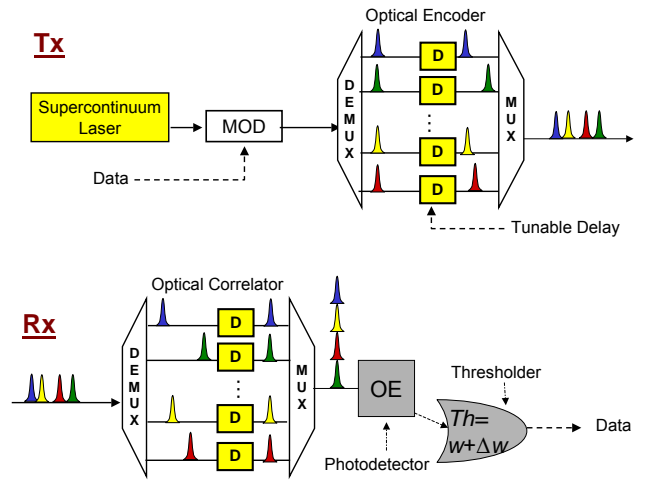 Optical Encoder
Tx
Supercontinuum
Laser
MOD
Data
DEMUX
D
D
D
D
MUX
Tunable Delay
Optical Correlator
Rx
DEMUX
D
D
D
D
MUX
OE
Photodetector
Thresholder
Th=
w+Δw
Data